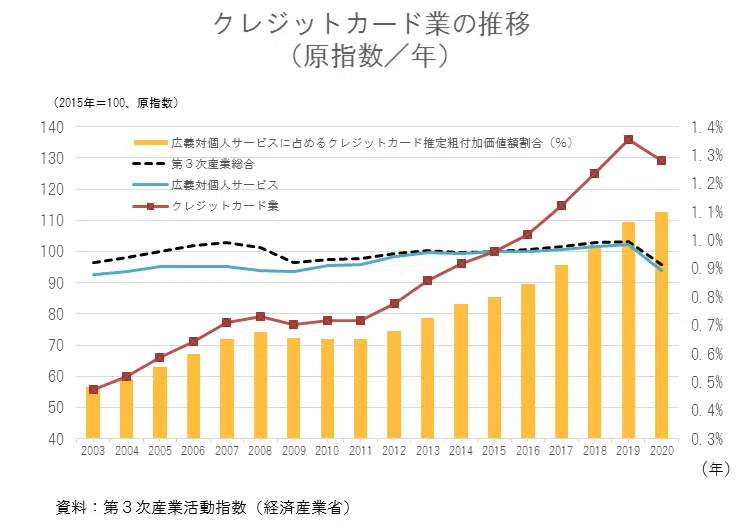 クレジットカード業の推移
（原指数／年）
（2015年＝100、原指数）
140
130
120
110
100
90
80
70
60
50
40
1.4%
1.3%
1.2%
1.1%
1.0%
0.9%
0.8%
0.7%
0.6%
0.5%
0.4%
0.3%
広義対個人サービスに占めるクレジットカード推定粗付加価値額割合（％）
第３次産業総合
広義対個人サービス
クレジットカード業
2003 2004 2005 2006 2007 2008 2009 2010 2011 2012 2013 2014 2015 2016 2017 2018 2019 2020
（年）
資料：第３次産業活動指数（経済産業省）